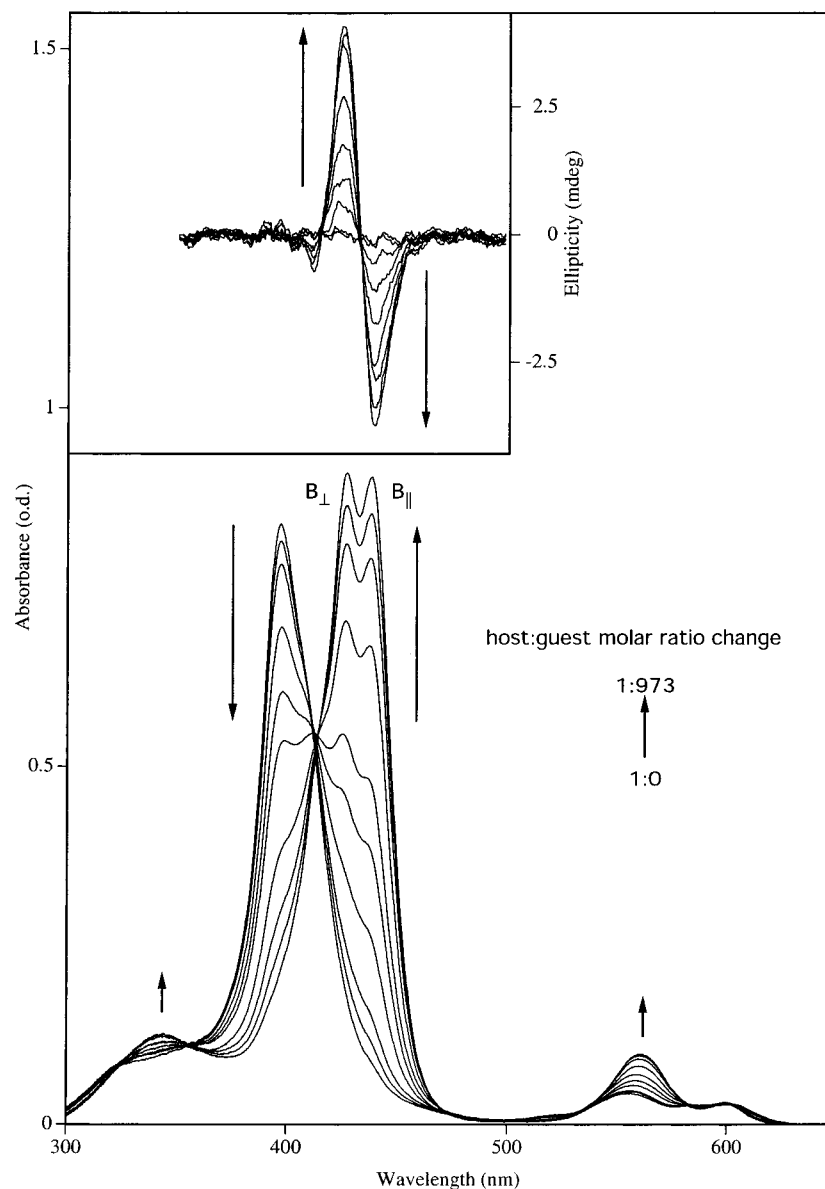 1.5
2.5
0
-2.5
Ellipticity (mdeg)
1
B⊥
B∥
Absorbance (o.d.)
host:guest molar ratio change
1:973
1:0
0.5
0
300
400
500
600
Wavelength (nm)